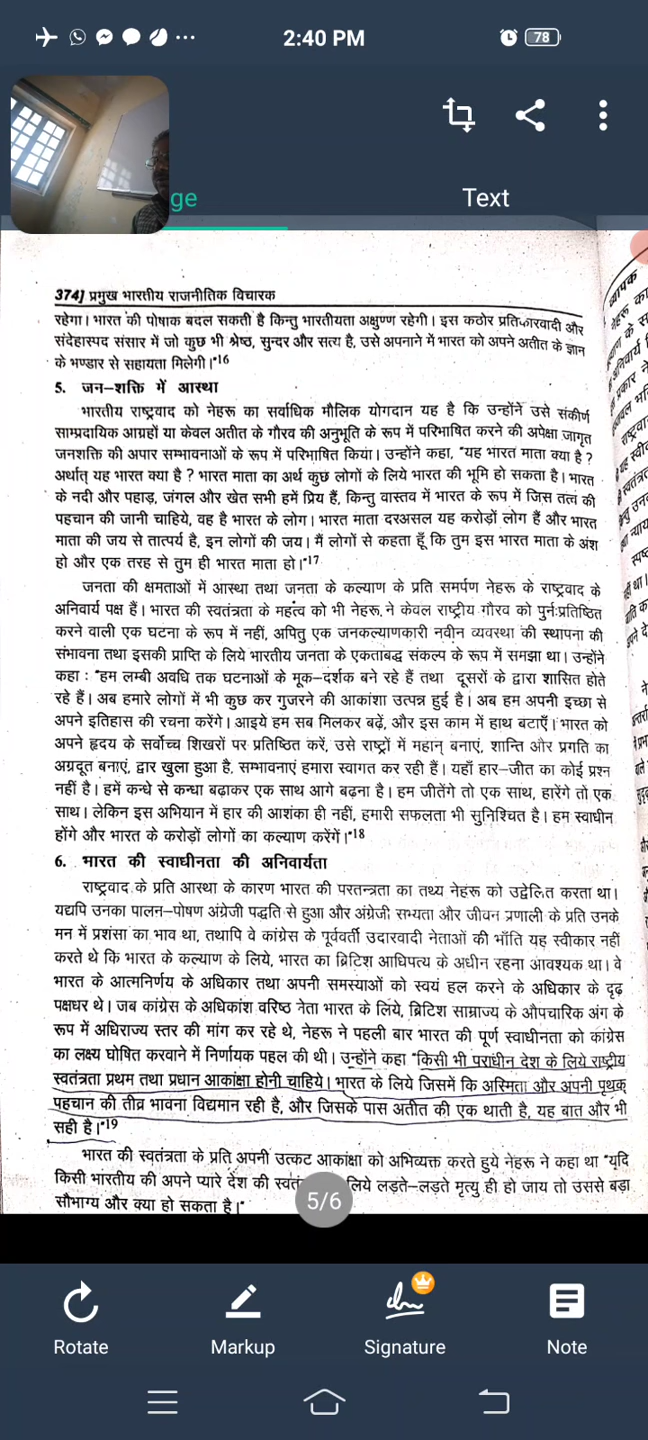 2:40 PM
78
ge
Text
374] प्रमुख भारतीय राजनीतिक विचारक
रहेगा। भारत की पोषाक बदल सकती है किन्तु भारतीयता अक्षुण्ण रहेगी। इस कठोर प्रतिकारवादी और
संदेहास्पद संसार में जो कुछ भी श्रेष्ठ, सुन्दर और सत्य है, उसे अपनाने में भारत को अपने अतीत के ज्ञान
के भण्डार से सहायता मिलेगी।"16
5. जन–शक्ति में आस्था
भारतीय राष्ट्रवाद को नेहरू का सर्वाधिक मौलिक योगदान यह है कि उन्होंने उसे संकीर्ण
साम्प्रदायिक आग्रहों या केवल अतीत के गौरव की अनुभूति के रूप में परिभाषित करने की अपेक्षा जागृत
जनशक्ति की अपार सम्भावनाओं के रूप में परिभाषित किया। उन्होंने कहा, "यह भारत माता क्या है ?
अर्थात् यह भारत क्या है ? भारत माता का अर्थ कुछ लोगों के लिये भारत की भूमि हो सकता है। भारत
के नदी और पहाड़, जंगल और खेत सभी हमें प्रिय हैं, किन्तु वास्तव में भारत के रूप में जिस तत्व की
पहचान की जानी चाहिये, वह है भारत के लोग। भारत माता दरअसल यह करोड़ों लोग हैं और भारत
माता की जय से तात्पर्य है, इन लोगों की जय। मैं लोगों से कहता हूँ कि तुम इस भारत माता के अंश
हो और एक तरह से तुम ही भारत माता हो।"17
जनता की क्षमताओं में आस्था तथा जनता के कल्याण के प्रति समर्पण नेहरू के राष्ट्रवाद के
अनिवार्य पक्ष हैं। भारत की स्वतंत्रता के महत्व को भी नेहरू ने केवल राष्ट्रीय गौरव को पुर्नःप्रतिष्ठित
करने वाली एक घटना के रूप में नहीं, अपितु एक जनकल्याणकारी नवीन व्यवस्था की स्थापना की
संभावना तथा इसकी प्राप्ति के लिये भारतीय जनता के एकताबद्ध संकल्प के रूप में समझा था। उन्होंने
कहा : "हम लम्बी अवधि तक घटनाओं के मूक–दर्शक बने रहे हैं तथा दूसरों के द्वारा शासित होते
रहे हैं। अब हमारे लोगों में भी कुछ कर गुजरने की आकांशा उत्पन्न हुई है। अब हम अपनी इच्छा से
अपने इतिहास की रचना करेंगे। आइये हम सब मिलकर बढ़ें, और इस काम में हाथ बटाएँ। भारत को
अपने हृदय के सर्वोच्च शिखरों पर प्रतिष्ठित करें, उसे राष्ट्रों में महान् बनाएं, शान्ति और प्रगति का
अग्रदूत बनाएं, द्वार खुला हुआ है, सम्भावनाएं हमारा स्वागत कर रही हैं। यहाँ हार–जीत का कोई प्रश्न
नहीं है। हमें कन्धे से कन्धा बढ़ाकर एक साथ आगे बढ़ना है। हम जीतेंगे तो एक साथ, हारेंगे तो एक
साथ। लेकिन इस अभियान में हार की आशंका ही नहीं, हमारी सफलता भी सुनिश्चित है। हम स्वाधीन
होंगे और भारत के करोड़ों लोगों का कल्याण करेंगें।"18
6. भारत की स्वाधीनता की अनिवार्यता
राष्ट्रवाद के प्रति आस्था के कारण भारत की परतन्त्रता का तथ्य नेहरू को उद्वेलित करता था।
यद्यपि उनका पालन–पोषण अंग्रेजी पद्धति से हुआ और अंग्रेजी सभ्यता और जीवन प्रणाली के प्रति उनके
मन में प्रशंसा का भाव था, तथापि वे कांग्रेस के पूर्ववर्ती उदारवादी नेताओं की भाँति यह स्वीकार नहीं
करते थे कि भारत के कल्याण के लिये, भारत का ब्रिटिश आधिपत्य के अधीन रहना आवश्यक था। वे
भारत के आत्मनिर्णय के अधिकार तथा अपनी समस्याओं को स्वयं हल करने के अधिकार के दृढ़
पक्षधर थे। जब कांग्रेस के अधिकांश वरिष्ठ नेता भारत के लिये, ब्रिटिश साम्राज्य के औपचारिक अंग के
रूप में अधिराज्य स्तर की मांग कर रहे थे, नेहरू ने पहली बार भारत की पूर्ण स्वाधीनता को कांग्रेस
का लक्ष्य घोषित करवाने में निर्णायक पहल की थी। उन्होंने कहा "किसी भी पराधीन देश के लिये राष्ट्रीय
स्वतंत्रता प्रथम तथा प्रधान आकांक्षा होनी चाहिये। भारत के लिये जिसमें कि अस्मिता और अपनी पृथक्
पहचान की तीव्र भावना विद्यमान रही है, और जिसके पास अतीत की एक थाती है, यह बात और भी
सही है।"19
भारत की स्वतंत्रता के प्रति अपनी उत्कट आकांक्षा को अभिव्यक्त करते हुये नेहरू ने कहा था "यदि
किसी भारतीय की अपने प्यारे देश की लिये लड़ते–लड़ते मृत्यु ही हो जाय तो उससे बड़ा
सौभाग्य और क्या हो सकता है।"
5/6
Rotate
Markup
Signature
Note